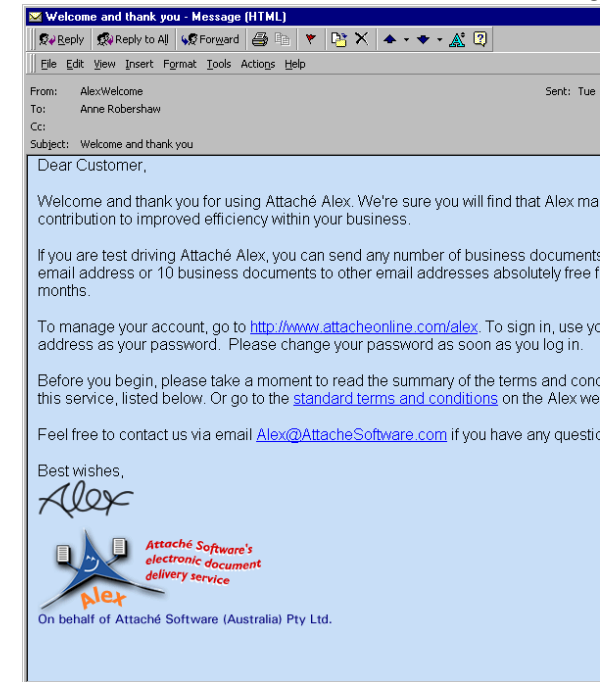 Welcome and thank you - Message (HTML)
Reply Reply to All Forward
File Edit View Insert Format Tools Actions Help
From: AlexWelcome Sent: Tue
To: Anne Robershaw
Cc:
Subject: Welcome and thank you
Dear Customer,
Welcome and thank you for using Attaché Alex. We're sure you will find that Alex ma
contribution to improved efficiency within your business.
If you are test driving Attaché Alex, you can send any number of business documents
email address or 10 business documents to other email addresses absolutely free f
months.
To manage your account, go to http://www.attacheonline.com/alex. To sign in, use yo
address as your password. Please change your password as soon as you log in.
Before you begin, please take a moment to read the summary of the terms and cond
this service, listed below. Or go to the standard terms and conditions on the Alex we
Feel free to contact us via email Alex@AttacheSoftware.com if you have any questio
Best wishes,
Alex
Attaché Software's
electronic document
delivery service
Alex
On behalf of Attaché Software (Australia) Pty Ltd.